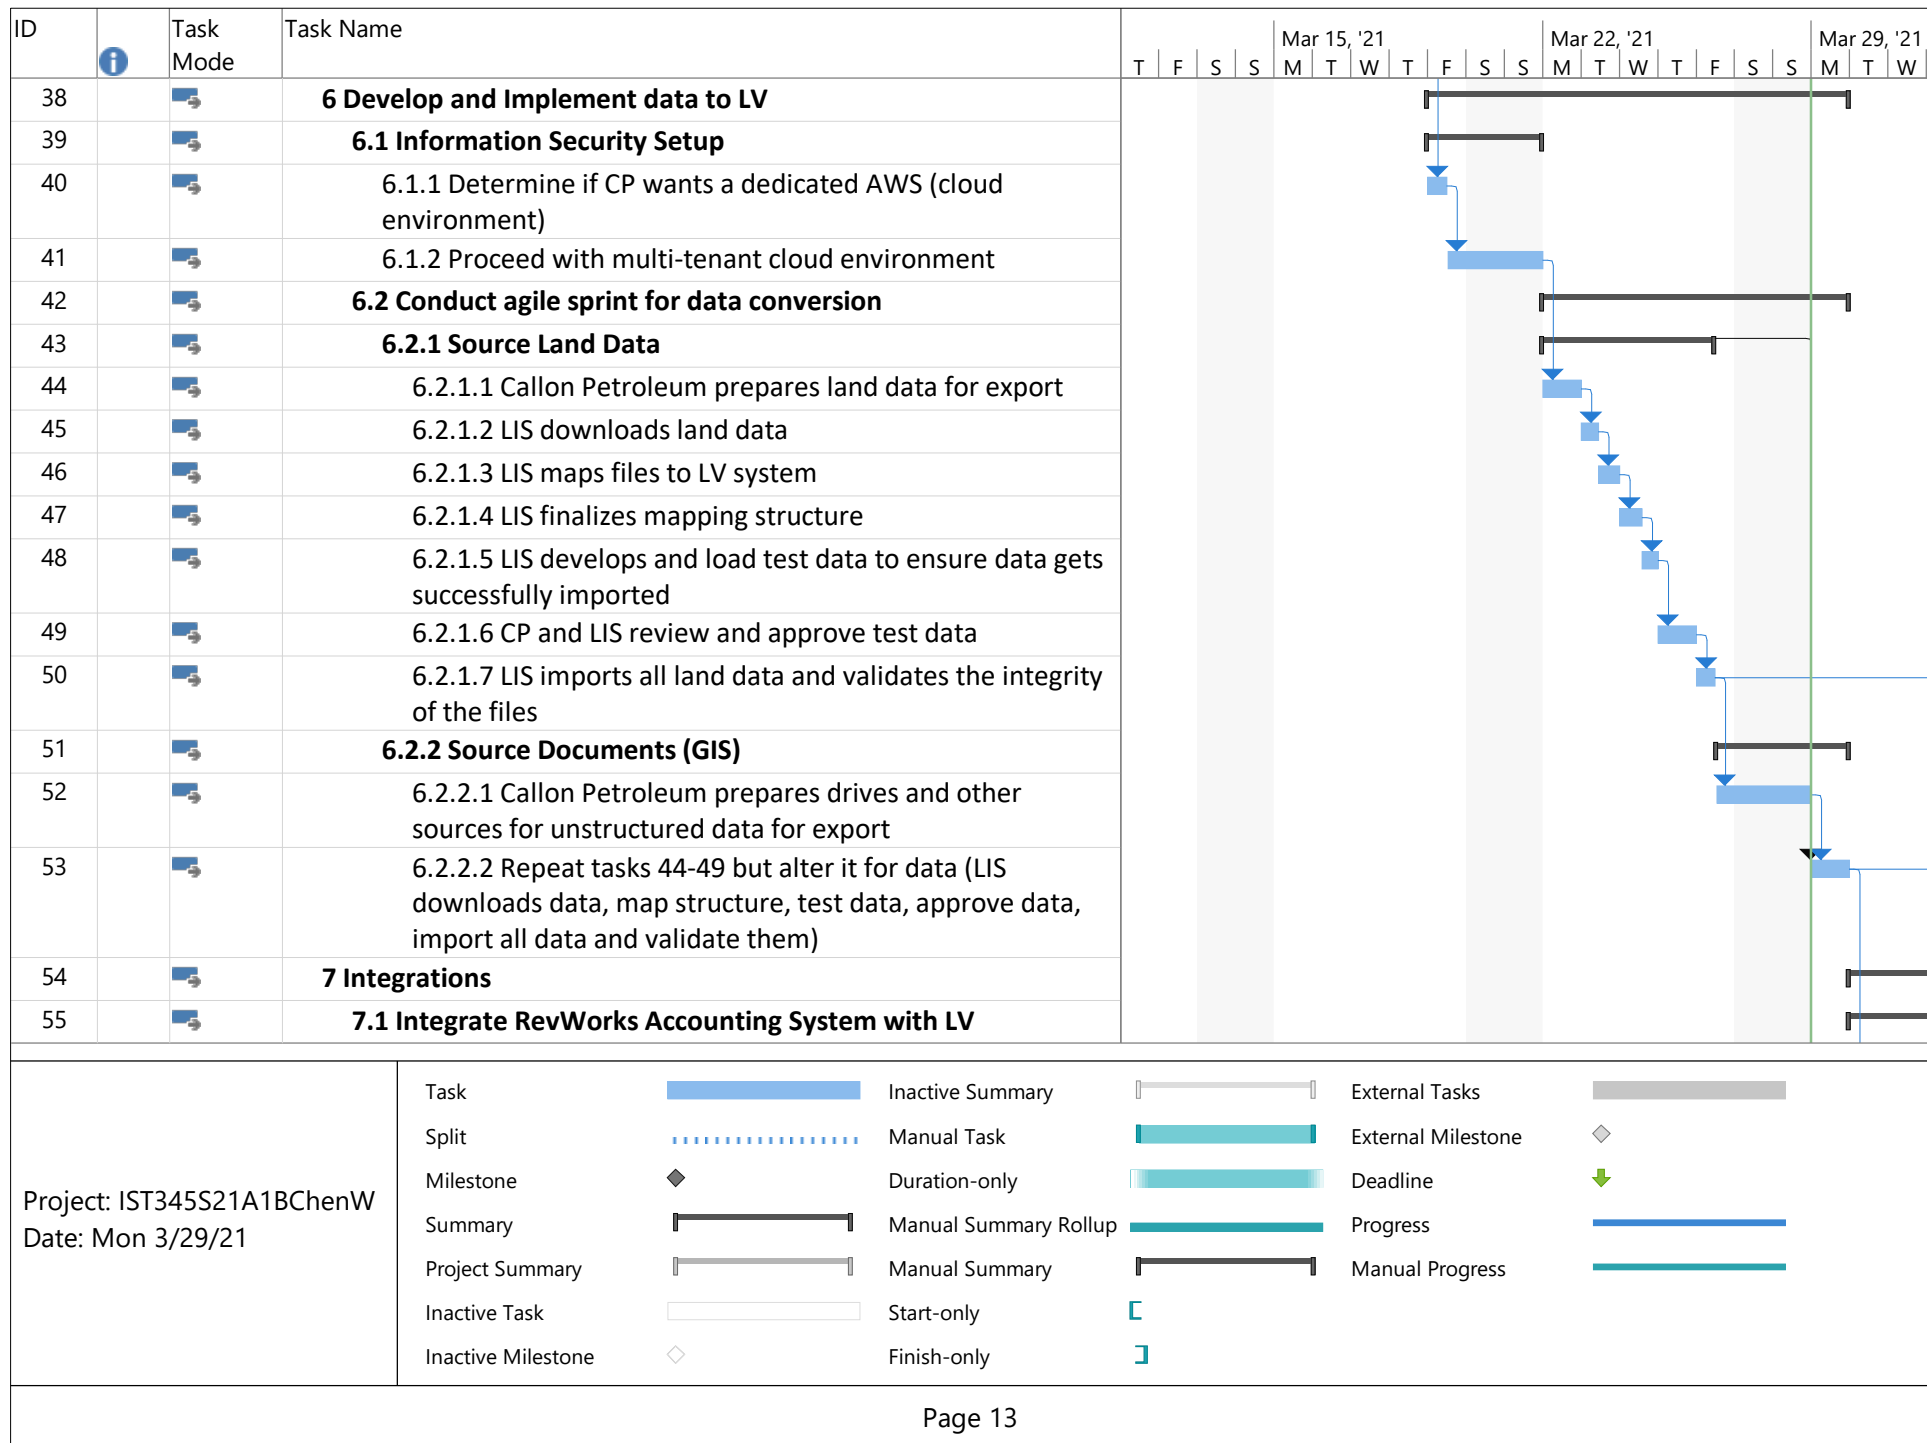 ID Task Mode Task Name
Mar 15, '21 Mar 22, '21 Mar 29, '21
T F S S M T W T F S S M T W T F S S M T W
38 6 Develop and Implement data to LV
39 6.1 Information Security Setup
40 6.1.1 Determine if CP wants a dedicated AWS (cloud
environment)
41 6.1.2 Proceed with multi-tenant cloud environment
42 6.2 Conduct agile sprint for data conversion
43 6.2.1 Source Land Data
44 6.2.1.1 Callon Petroleum prepares land data for export
45 6.2.1.2 LIS downloads land data
46 6.2.1.3 LIS maps files to LV system
47 6.2.1.4 LIS finalizes mapping structure
48 6.2.1.5 LIS develops and load test data to ensure data gets
successfully imported
49 6.2.1.6 CP and LIS review and approve test data
50 6.2.1.7 LIS imports all land data and validates the integrity
of the files
51 6.2.2 Source Documents (GIS)
52 6.2.2.1 Callon Petroleum prepares drives and other
sources for unstructured data for export
53 6.2.2.2 Repeat tasks 44-49 but alter it for data (LIS
downloads data, map structure, test data, approve data,
import all data and validate them)
54 7 Integrations
55 7.1 Integrate RevWorks Accounting System with LV
Project: IST345S21A1BChenW
Date: Mon 3/29/21
Task Inactive Summary External Tasks
Split Manual Task External Milestone
Milestone Duration-only Deadline
Summary Manual Summary Rollup Progress
Project Summary Manual Summary Manual Progress
Inactive Task Start-only
Inactive Milestone Finish-only
Page 13